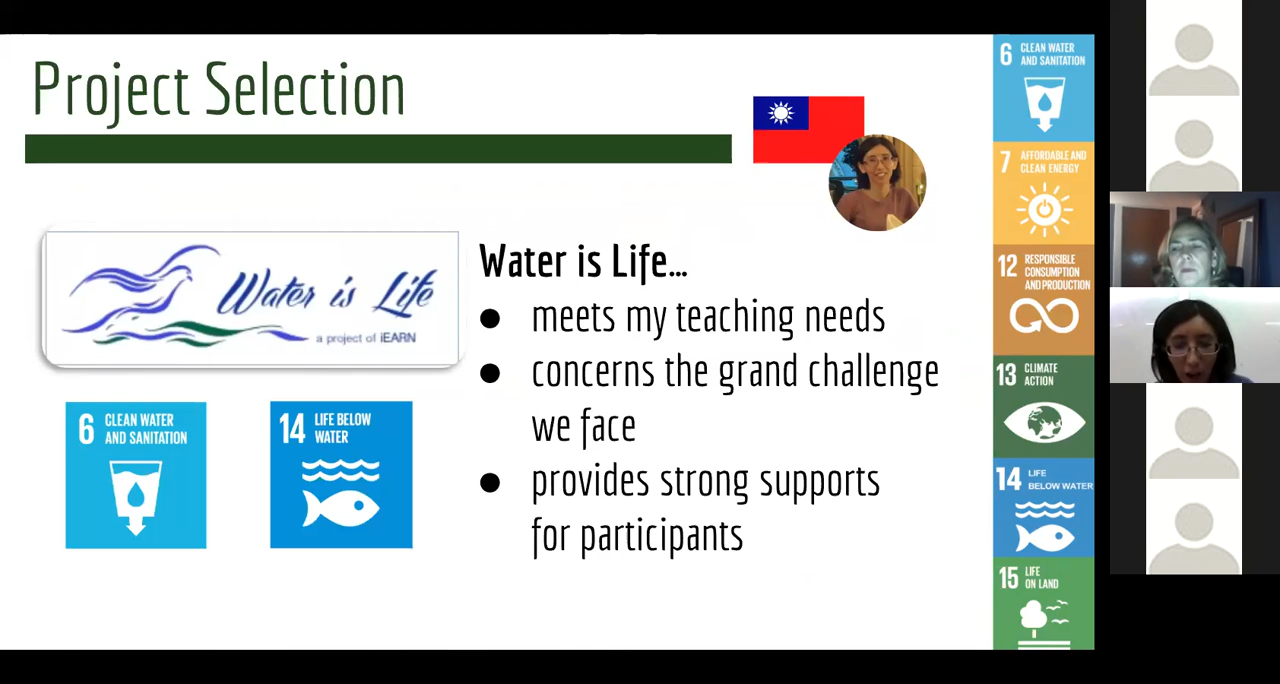 Project Selection
Water is Life
a project of iEARN
6 CLEAN WATER
AND SANITATION
14 LIFE BELOW
WATER
Water is Life...
● meets my teaching needs
● concerns the grand challenge
we face
● provides strong supports
for participants
6 CLEAN WATER
AND SANITATION
7 AFFORDABLE AND
CLEAN ENERGY
12 RESPONSIBLE
CONSUMPTION
AND PRODUCTION
13 CLIMATE
ACTION
14 LIFE
BELOW WATER
15 LIFE
ON LAND